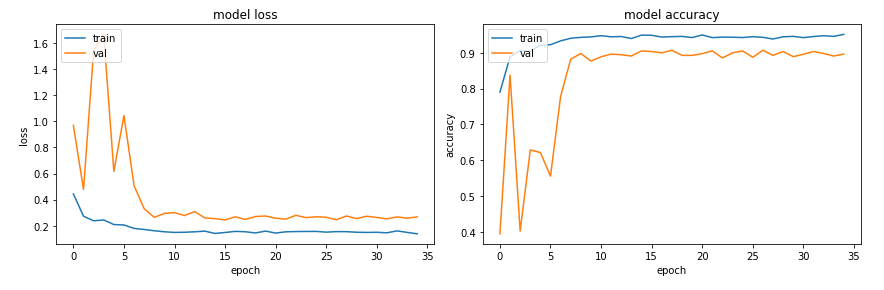 model loss
train
val
1.6
1.4
1.2
1.0
0.8
0.6
0.4
0.2
loss
0 5 10 15 20 25 30 35
epoch
model accuracy
train
val
0.9
0.8
0.7
0.6
0.5
0.4
accuracy
0 5 10 15 20 25 30 35
epoch